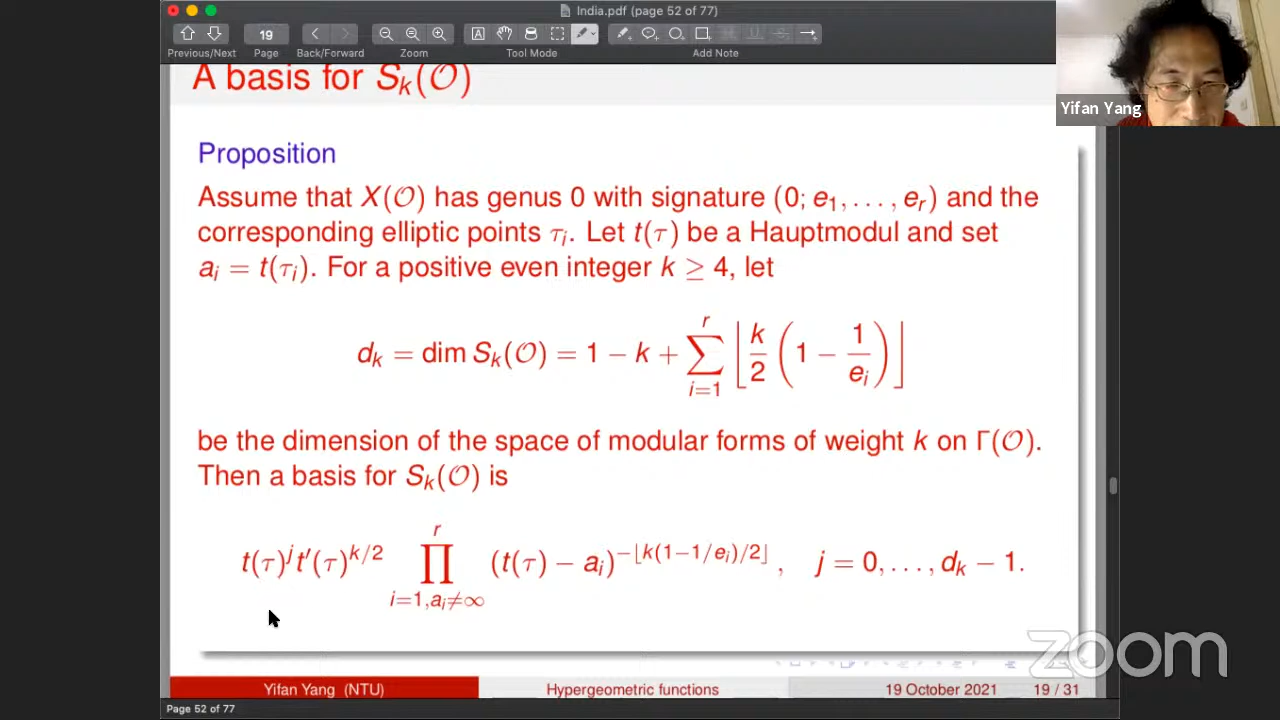 India.pdf (page 52 of 77)
19
Previous/Next Page Back/Forward Zoom Tool Mode Add Note
A basis for S_k(𝒪)
Yifan Yang
Proposition
Assume that X(𝒪) has genus 0 with signature (0; e₁, . . . , e_r) and the
corresponding elliptic points τ_i. Let t(τ) be a Hauptmodul and set
a_i = t(τ_i). For a positive even integer k ≥ 4, let
d_k = dim S_k(𝒪) = 1 − k + ∑_{i=1}^{r} ⌊ k/2 ( 1 − 1/e_i ) ⌋
be the dimension of the space of modular forms of weight k on Γ(𝒪).
Then a basis for S_k(𝒪) is
t(τ)^j t′(τ)^{k/2} ∏_{i=1, a_i≠∞}^{r} (t(τ) − a_i)^{−⌊k(1−1/e_i)/2⌋} , j = 0, . . . , d_k − 1.
zoom
Yifan Yang (NTU) Hypergeometric functions 19 October 2021 19 / 31
Page 52 of 77